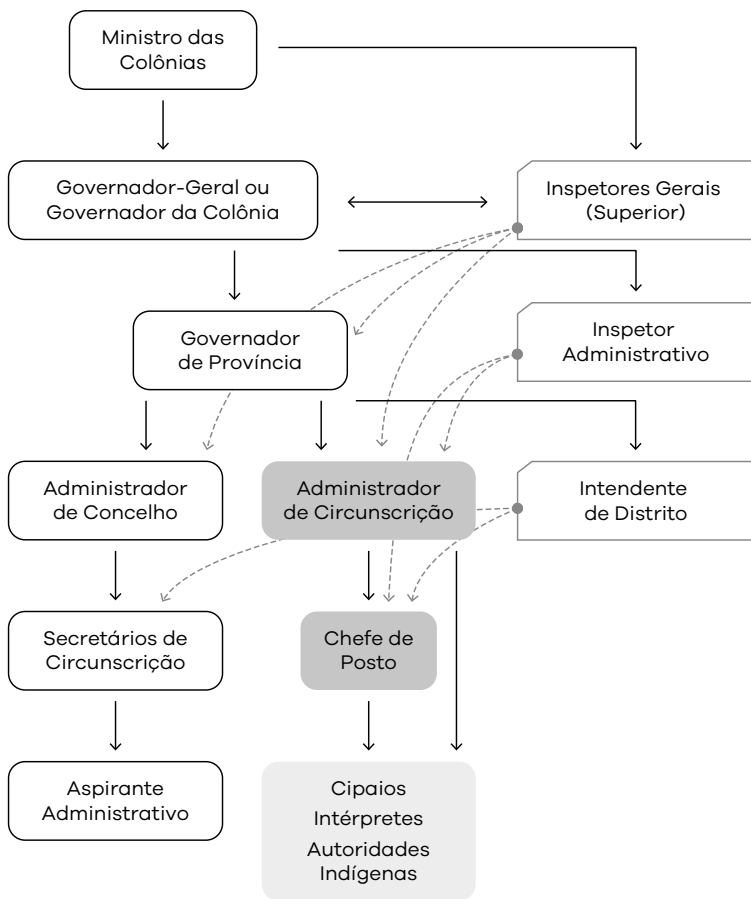 Ministro das
Colônias
Governador-Geral ou
Governador da Colônia
Inspetores Gerais
(Superior)
Governador
de Província
Inspetor
Administrativo
Administrador
de Concelho
Administrador
de Circunscrição
Intendente
de Distrito
Secretários de
Circunscrição
Chefe de
Posto
Aspirante
Administrativo
Cipaios
Intérpretes
Autoridades
Indígenas